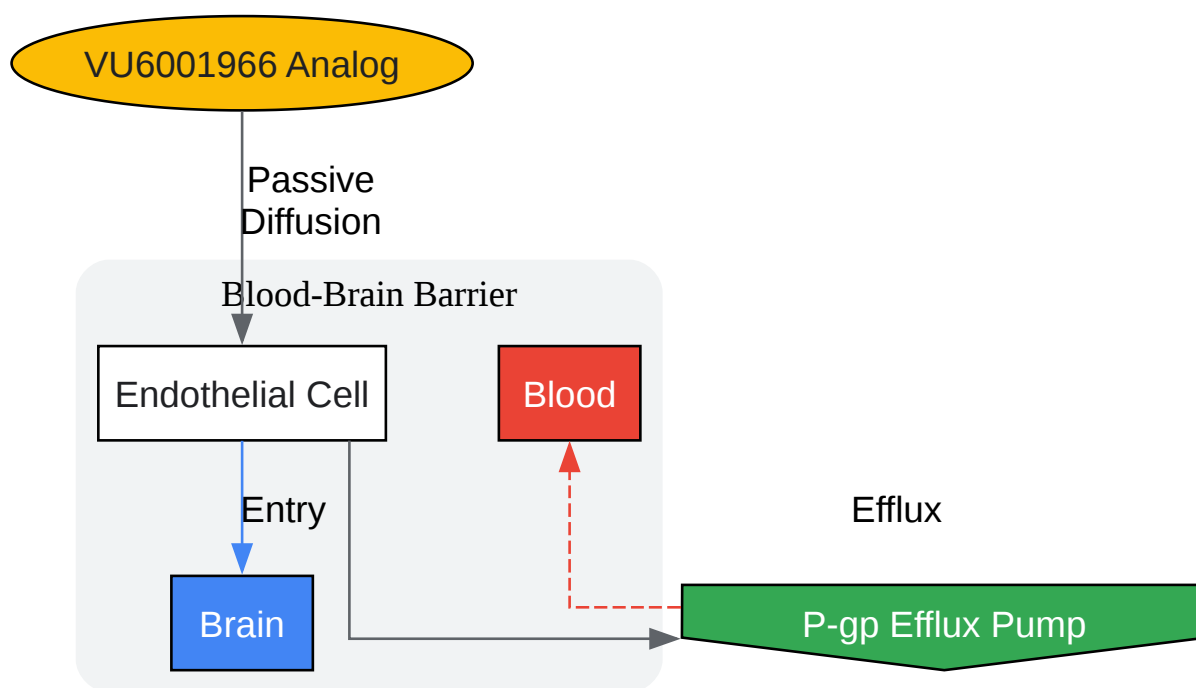 VU6001966 Analog
Passive
Diffusion
Blood-Brain Barrier
Endothelial Cell
Blood
Entry
Efflux
Brain
P-gp Efflux Pump